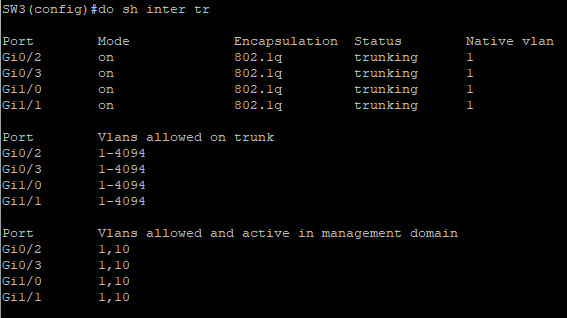 SW3(config)#do sh inter tr
Port Mode Encapsulation Status Native vlan
Gi0/2 on 802.1q trunking 1
Gi0/3 on 802.1q trunking 1
Gi1/0 on 802.1q trunking 1
Gi1/1 on 802.1q trunking 1
Port Vlans allowed on trunk
Gi0/2 1-4094
Gi0/3 1-4094
Gi1/0 1-4094
Gi1/1 1-4094
Port Vlans allowed and active in management domain
Gi0/2 1,10
Gi0/3 1,10
Gi1/0 1,10
Gi1/1 1,10